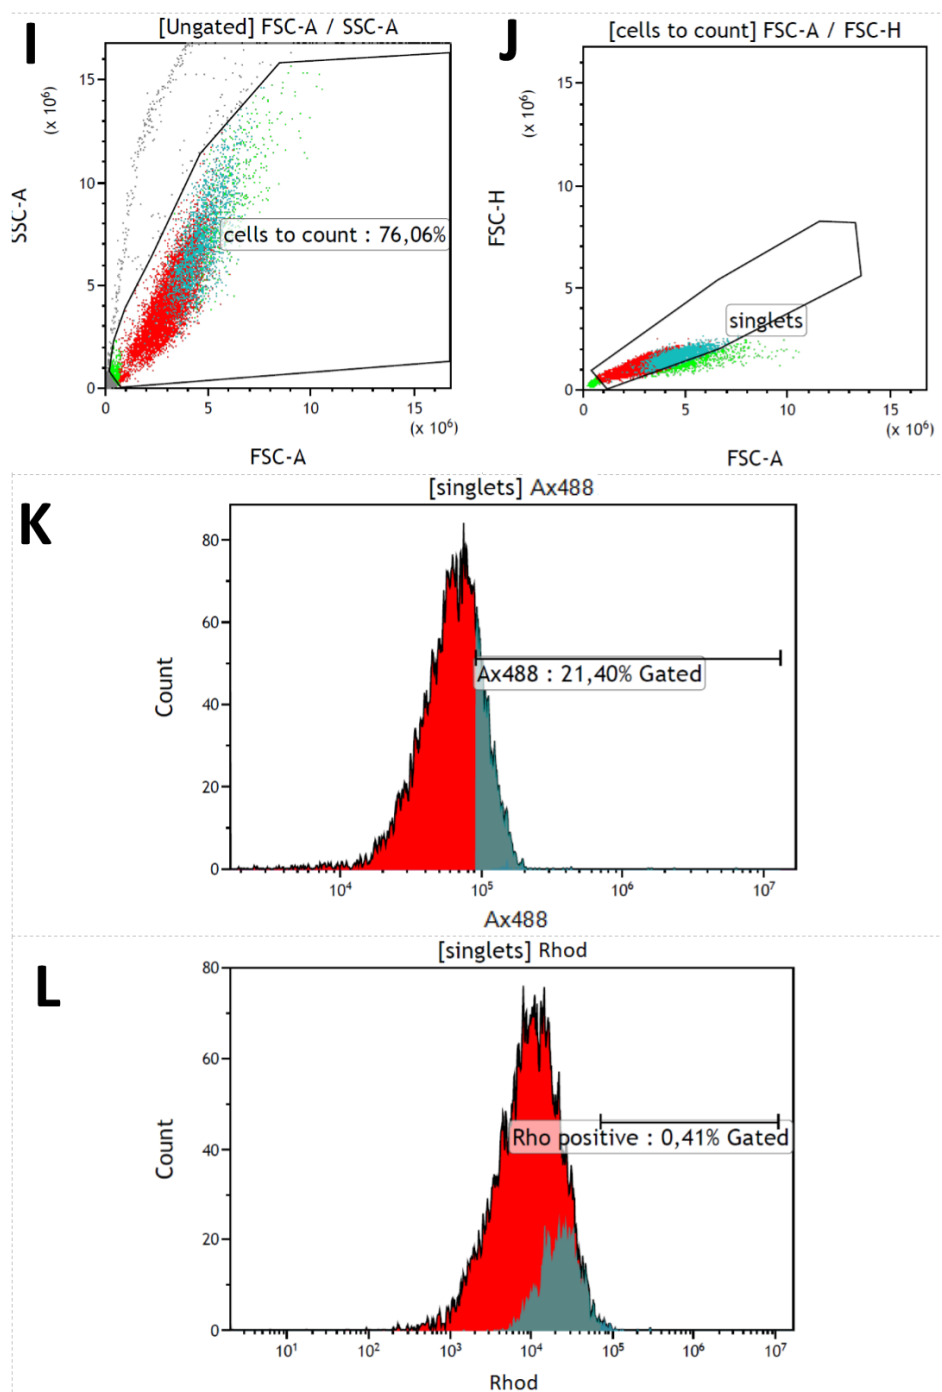 I
[Ungated] FSC-A / SSC-A
(x 10⁶)
SSC-A
15
10
5
0
cells to count : 76,06%
0 5 10 15
(x 10⁶)
FSC-A
J
[cells to count] FSC-A / FSC-H
(x 10⁶)
FSC-H
15
10
5
0
singlets
0 5 10 15
(x 10⁶)
FSC-A
K
[singlets] Ax488
Count
80
60
40
20
0
Ax488 : 21,40% Gated
10⁴ 10⁵ 10⁶ 10⁷
Ax488
L
[singlets] Rhod
Count
80
60
40
20
0
Rho positive : 0,41% Gated
10¹ 10² 10³ 10⁴ 10⁵ 10⁶ 10⁷
Rhod